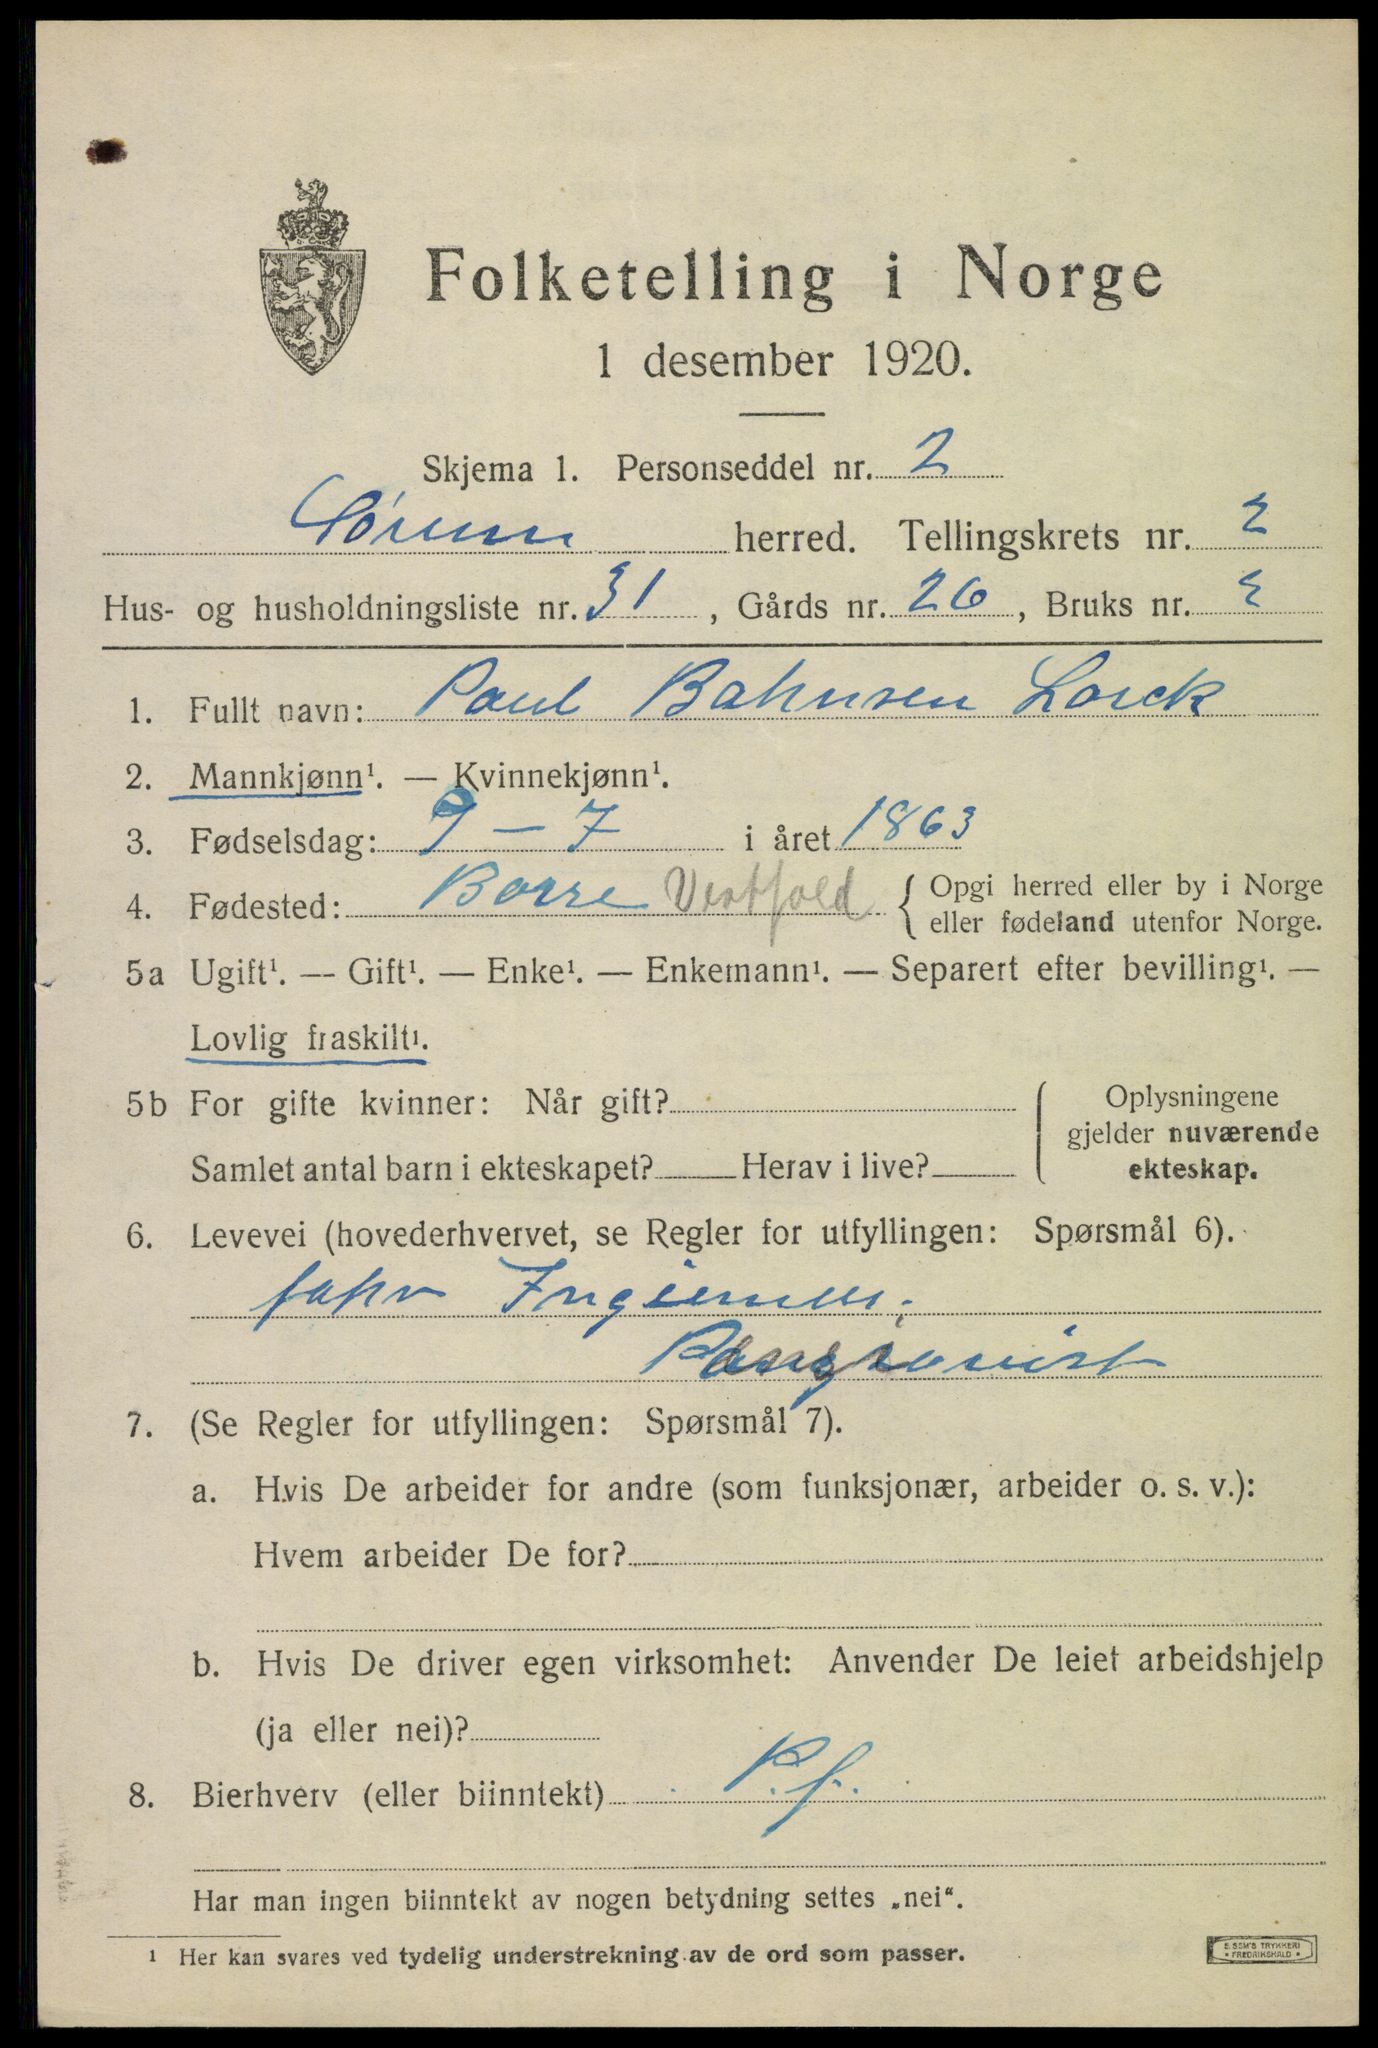 Folketelling i Norge
1 desember 1920.
Skjema 1. Personseddel nr. 2
Sørum herred. Tellingskrets nr. 2
Hus- og husholdningsliste nr. 31, Gårds nr. 26, Bruks nr. 2
1. Fullt navn: Paul Bahnsen Lorck
2. Mannkjønn¹. — Kvinnekjønn¹.
3. Fødselsdag: 9 – 7 i året 1863
4. Fødested: Borre Vestfold { Opgi herred eller by i Norge
eller fødeland utenfor Norge.
5a Ugift¹. — Gift¹. — Enke¹. — Enkemann¹. — Separert efter bevilling¹. —
Lovlig fraskilt¹.
5b For gifte kvinner: Når gift? { Oplysningene
gjelder nuværende
Samlet antal barn i ekteskapet? Herav i live? ekteskap.
6. Levevei (hovederhvervet, se Regler for utfyllingen: Spørsmål 6).
Ingeniør.
Pensionist
7. (Se Regler for utfyllingen: Spørsmål 7).
a. Hvis De arbeider for andre (som funksjonær, arbeider o. s. v.):
Hvem arbeider De for?
b. Hvis De driver egen virksomhet: Anvender De leiet arbeidshjelp
(ja eller nei)?
8. Bierhverv (eller biinntekt) P.f.
Har man ingen biinntekt av nogen betydning settes „nei“.
¹ Her kan svares ved tydelig understrekning av de ord som passer.
E. SEM'S TRYKKERI
• FREDRIKSHALD •